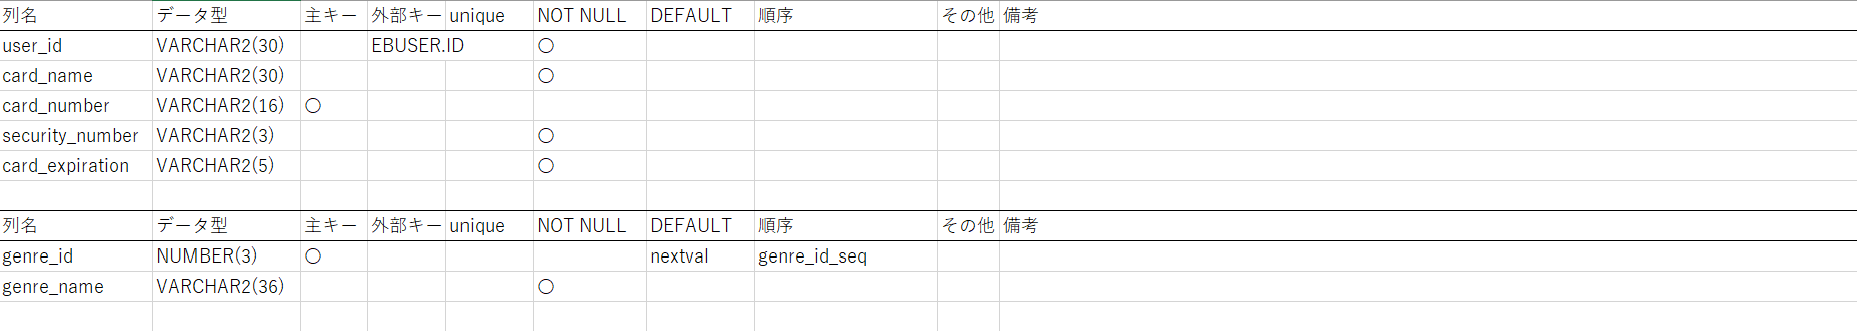 列名 データ型 主キー 外部キー unique NOT NULL DEFAULT 順序 その他 備考
user_id VARCHAR2(30) EBUSER.ID 〇
card_name VARCHAR2(30) 〇
card_number VARCHAR2(16) 〇
security_number VARCHAR2(3) 〇
card_expiration VARCHAR2(5) 〇
列名 データ型 主キー 外部キー unique NOT NULL DEFAULT 順序 その他 備考
genre_id NUMBER(3) 〇 nextval genre_id_seq
genre_name VARCHAR2(36) 〇